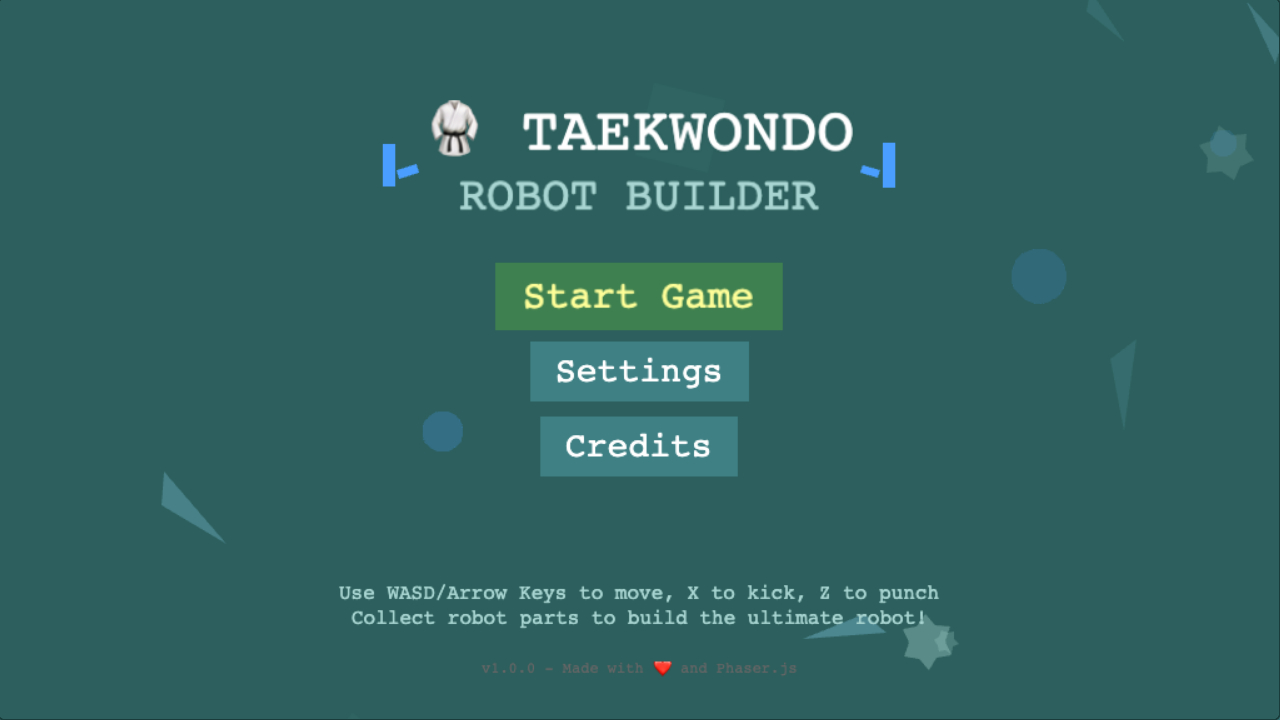 🥋 TAEKWONDO
ROBOT BUILDER
Start Game
Settings
Credits
Use WASD/Arrow Keys to move, X to kick, Z to punch
Collect robot parts to build the ultimate robot!
v1.0.0 - Made with ❤️ and Phaser.js